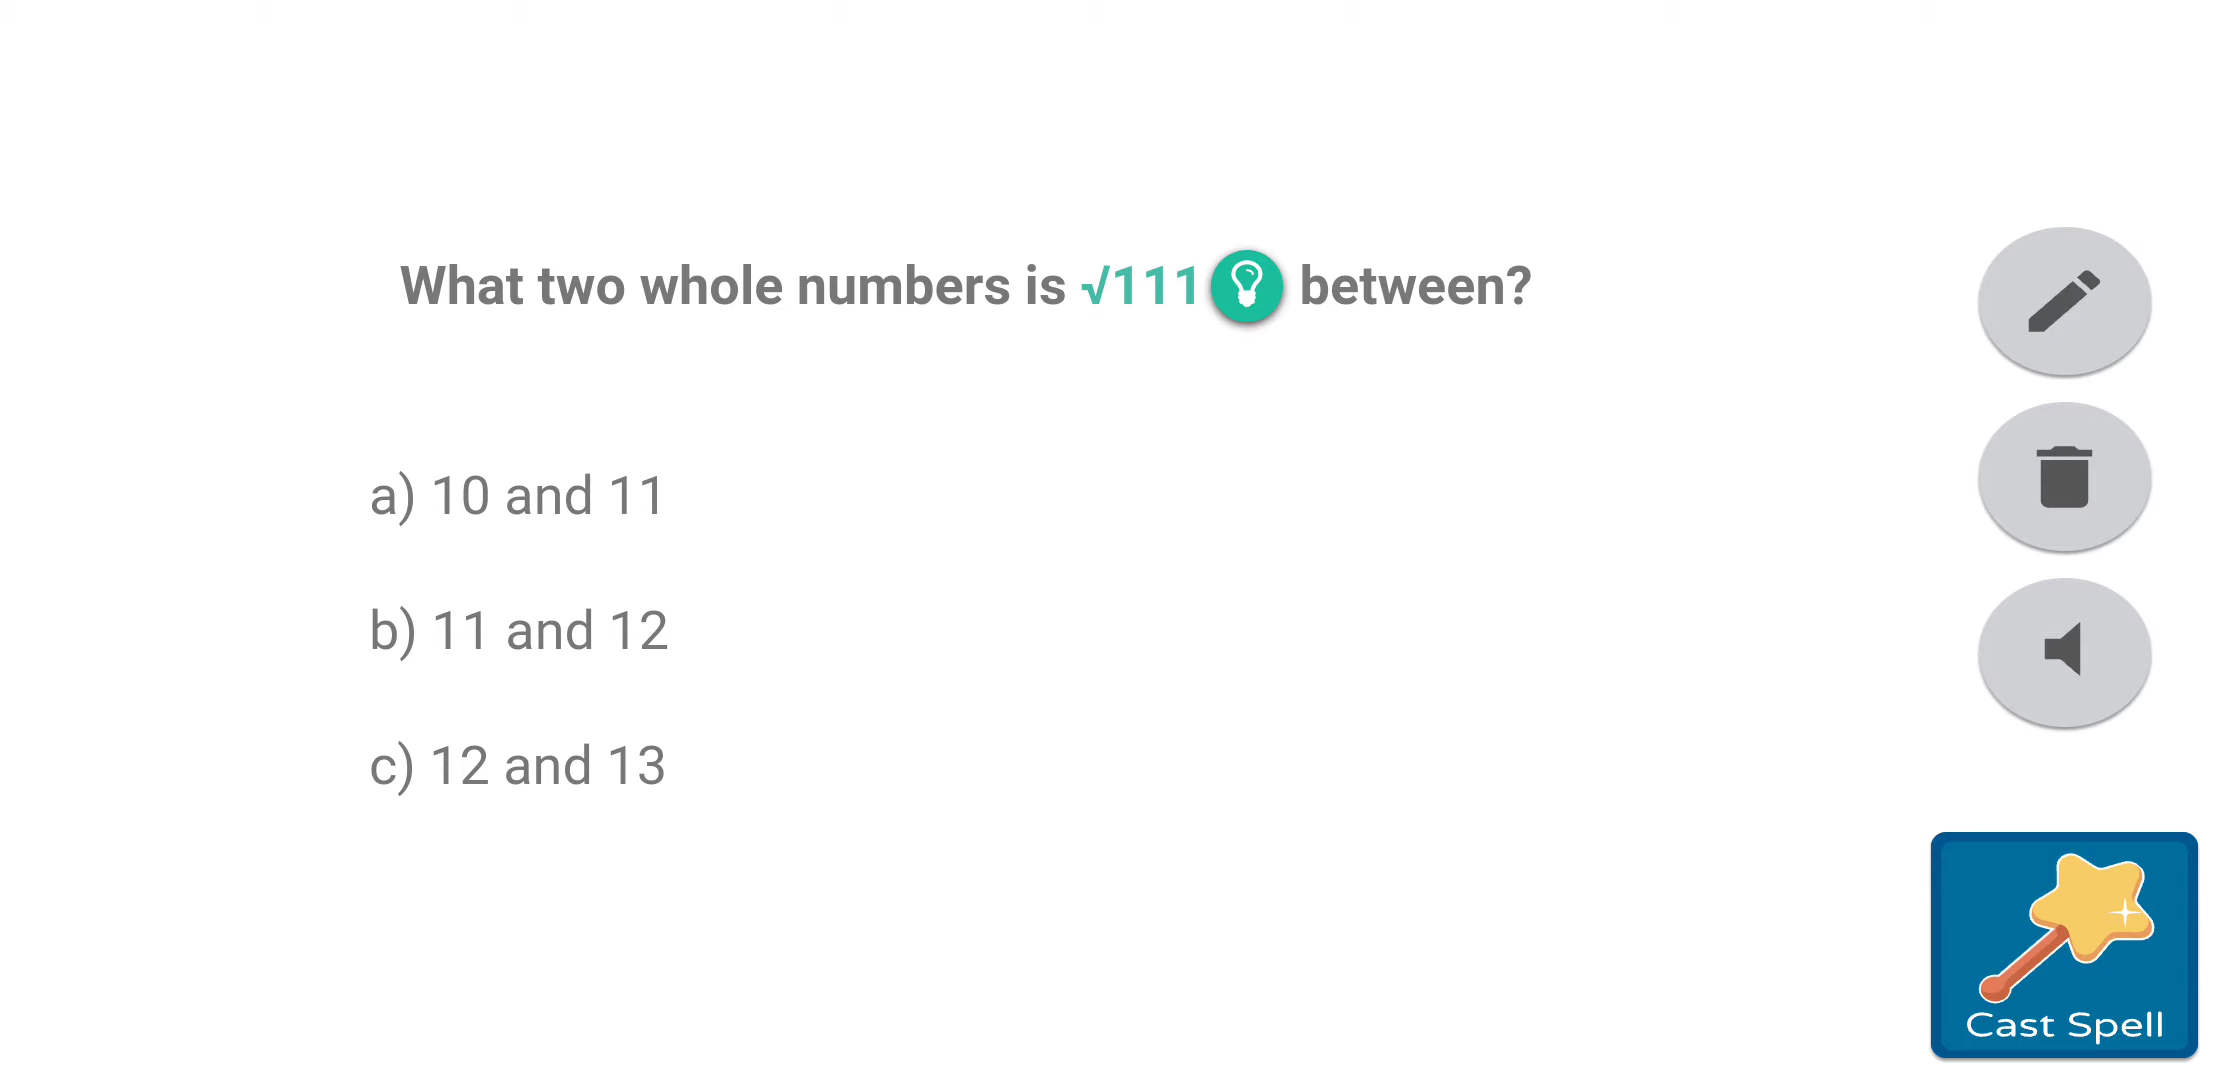 What two whole numbers is √111 between?
a) 10 and 11
b) 11 and 12
c) 12 and 13
Cast Spell